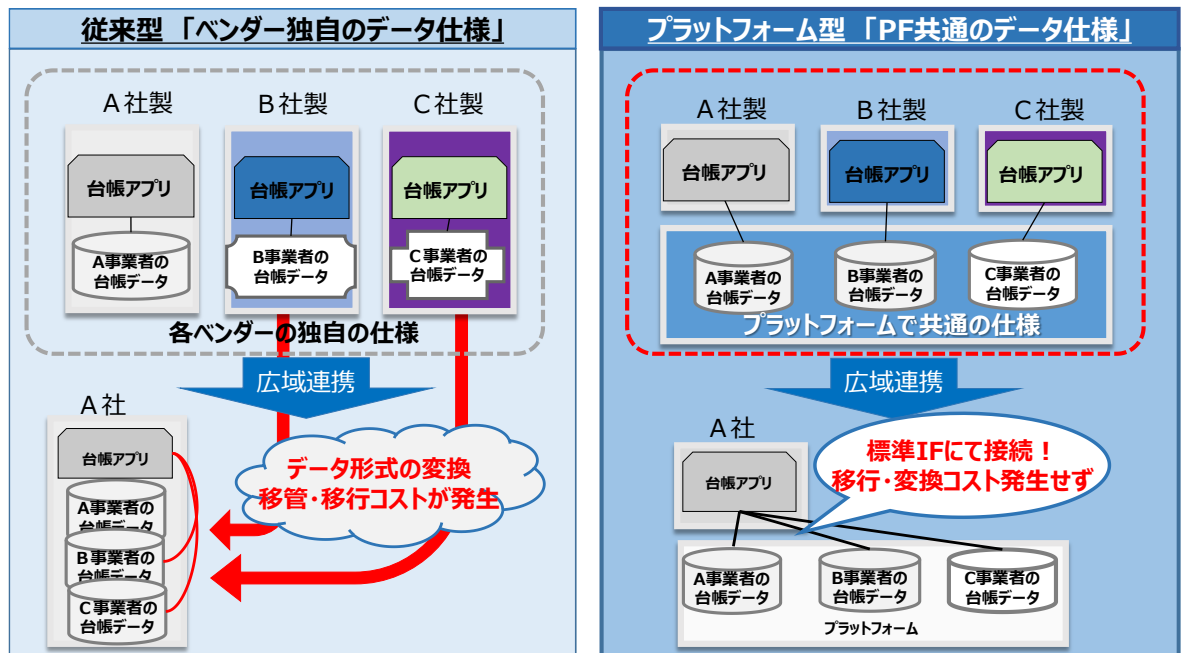 従来型 「ベンダー独自のデータ仕様」
A社製
B社製
C社製
台帳アプリ
台帳アプリ
台帳アプリ
A事業者の
台帳データ
B事業者の
台帳データ
C事業者の
台帳データ
各ベンダーの独自の仕様
広域連携
A社
台帳アプリ
A事業者の
台帳データ
B事業者の
台帳データ
C事業者の
台帳データ
データ形式の変換
移管・移行コストが発生
プラットフォーム型 「PF共通のデータ仕様」
A社製
B社製
C社製
台帳アプリ
台帳アプリ
台帳アプリ
A事業者の
台帳データ
B事業者の
台帳データ
C事業者の
台帳データ
プラットフォームで共通の仕様
広域連携
A社
台帳アプリ
標準IFにて接続！
移行・変換コスト発生せず
A事業者の
台帳データ
B事業者の
台帳データ
C事業者の
台帳データ
プラットフォーム